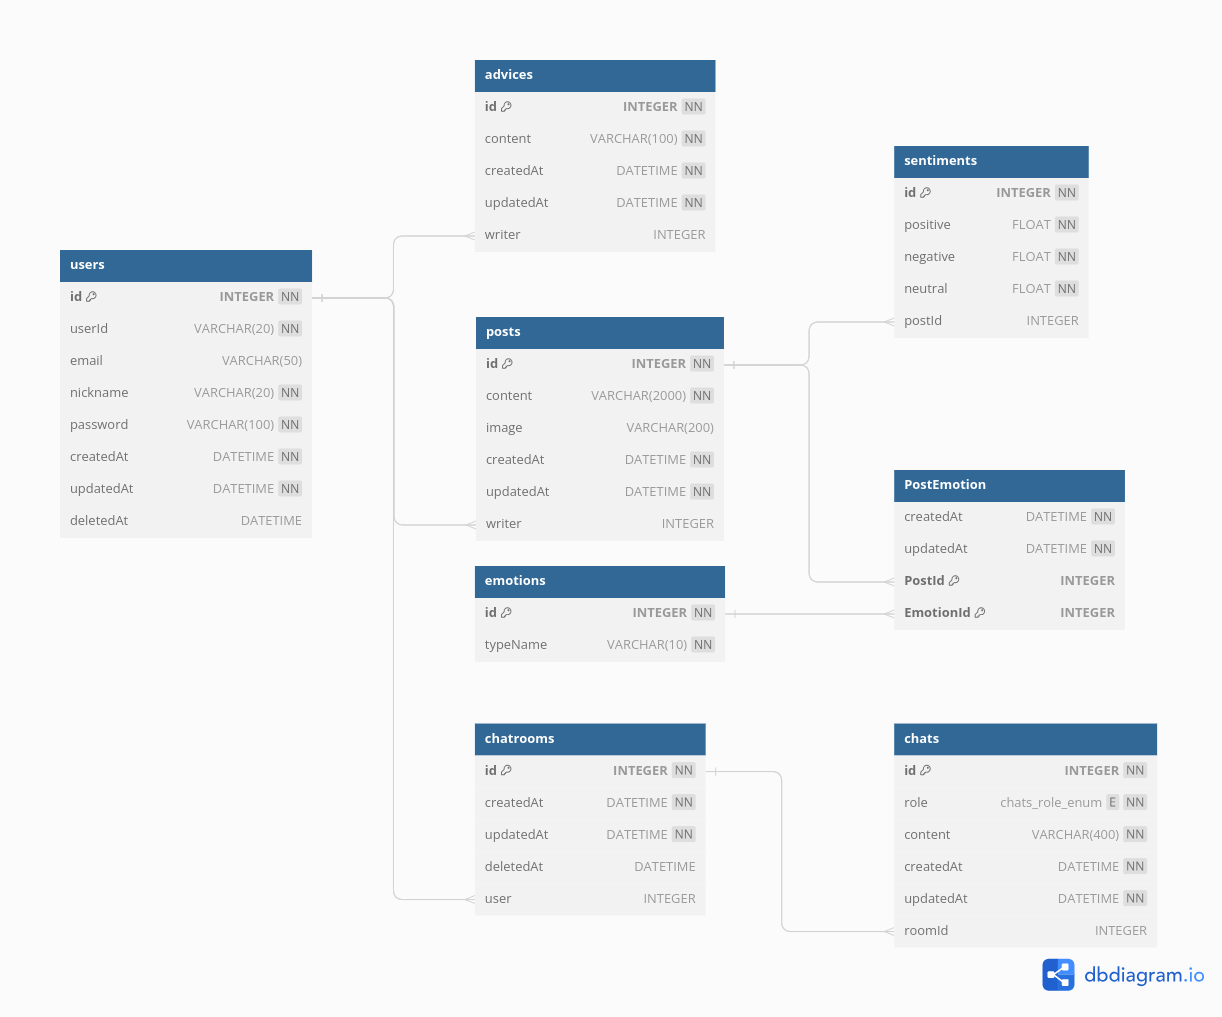 users
id INTEGER NN
userId VARCHAR(20) NN
email VARCHAR(50)
nickname VARCHAR(20) NN
password VARCHAR(100) NN
createdAt DATETIME NN
updatedAt DATETIME NN
deletedAt DATETIME
advices
id INTEGER NN
content VARCHAR(100) NN
createdAt DATETIME NN
updatedAt DATETIME NN
writer INTEGER
posts
id INTEGER NN
content VARCHAR(2000) NN
image VARCHAR(200)
createdAt DATETIME NN
updatedAt DATETIME NN
writer INTEGER
emotions
id INTEGER NN
typeName VARCHAR(10) NN
chatrooms
id INTEGER NN
createdAt DATETIME NN
updatedAt DATETIME NN
deletedAt DATETIME
user INTEGER
sentiments
id INTEGER NN
positive FLOAT NN
negative FLOAT NN
neutral FLOAT NN
postId INTEGER
PostEmotion
createdAt DATETIME NN
updatedAt DATETIME NN
PostId INTEGER
EmotionId INTEGER
chats
id INTEGER NN
role chats_role_enum E NN
content VARCHAR(400) NN
createdAt DATETIME NN
updatedAt DATETIME NN
roomId INTEGER
dbdiagram.io